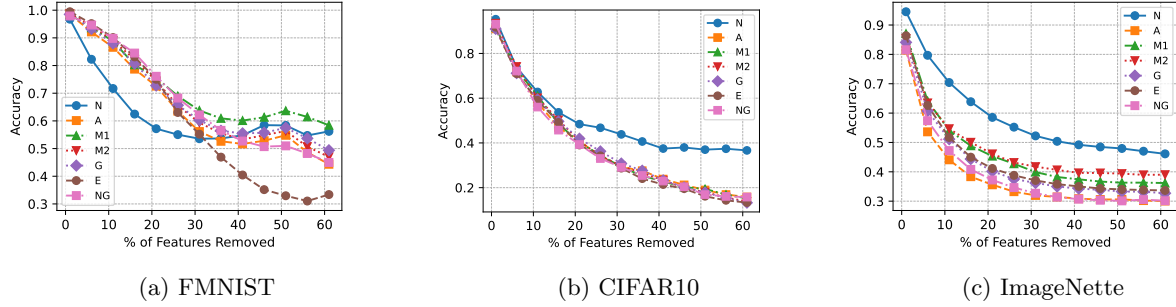 1.0
0.9
0.8
0.7
0.6
0.5
0.4
0.3
Accuracy
N
A
M1
M2
G
E
NG
0 10 20 30 40 50 60
% of Features Removed
(a) FMNIST
0.8
0.6
0.4
0.2
Accuracy
N
A
M1
M2
G
E
NG
0 10 20 30 40 50 60
% of Features Removed
(b) CIFAR10
0.9
0.8
0.7
0.6
0.5
0.4
0.3
Accuracy
N
A
M1
M2
G
E
NG
0 10 20 30 40 50 60
% of Features Removed
(c) ImageNette